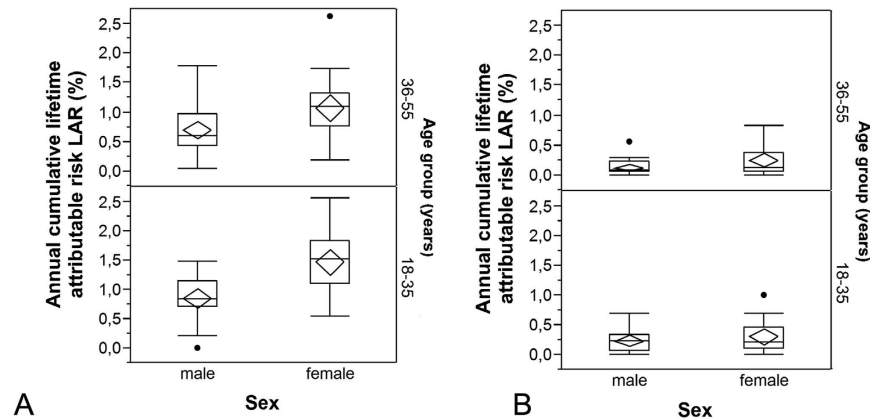 Annual cumulative lifetime
attributable risk LAR (%)
2,5
2,0
1,5
1,0
0,5
0,0
2,5
2,0
1,5
1,0
0,5
0,0
36-55
18-35
Age group (years)
male
female
Sex
A
Annual cumulative lifetime
attributable risk LAR (%)
2,5
2,0
1,5
1,0
0,5
0,0
2,5
2,0
1,5
1,0
0,5
0,0
36-55
18-35
Age group (years)
male
female
Sex
B